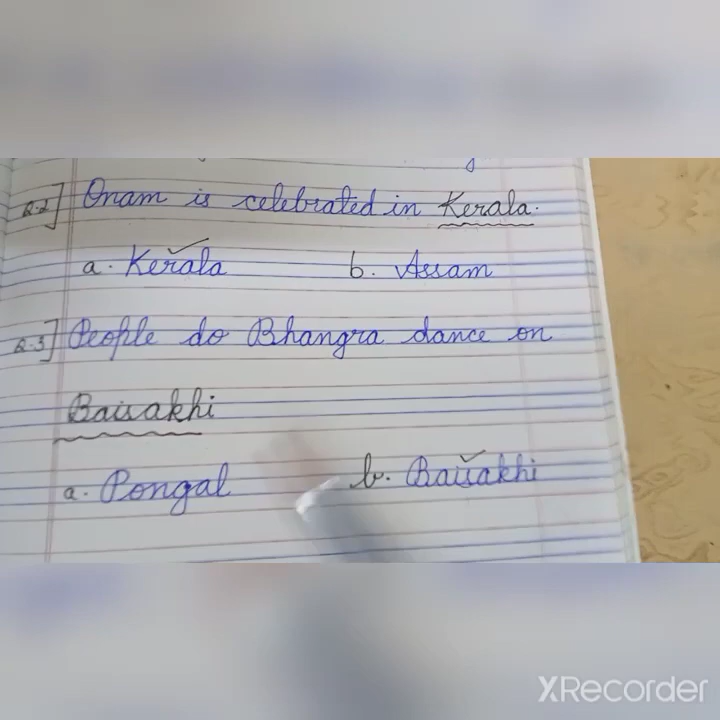 Q.2] Onam is celebrated in Kerala.
a. Kerala b. Assam
Q.3] People do Bhangra dance on
Baisakhi
a. Pongal b. Baisakhi
XRecorder